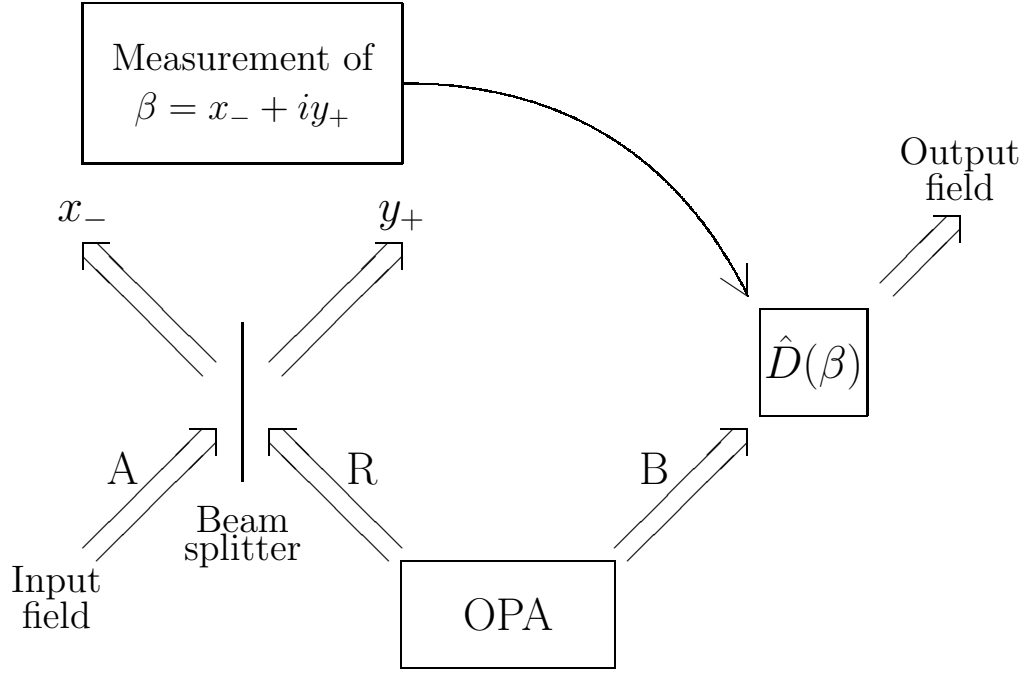 Measurement of
β = x₋ + iy₊
Output
field
x₋
y₊
D̂(β)
A
R
B
Beam
splitter
Input
field
OPA